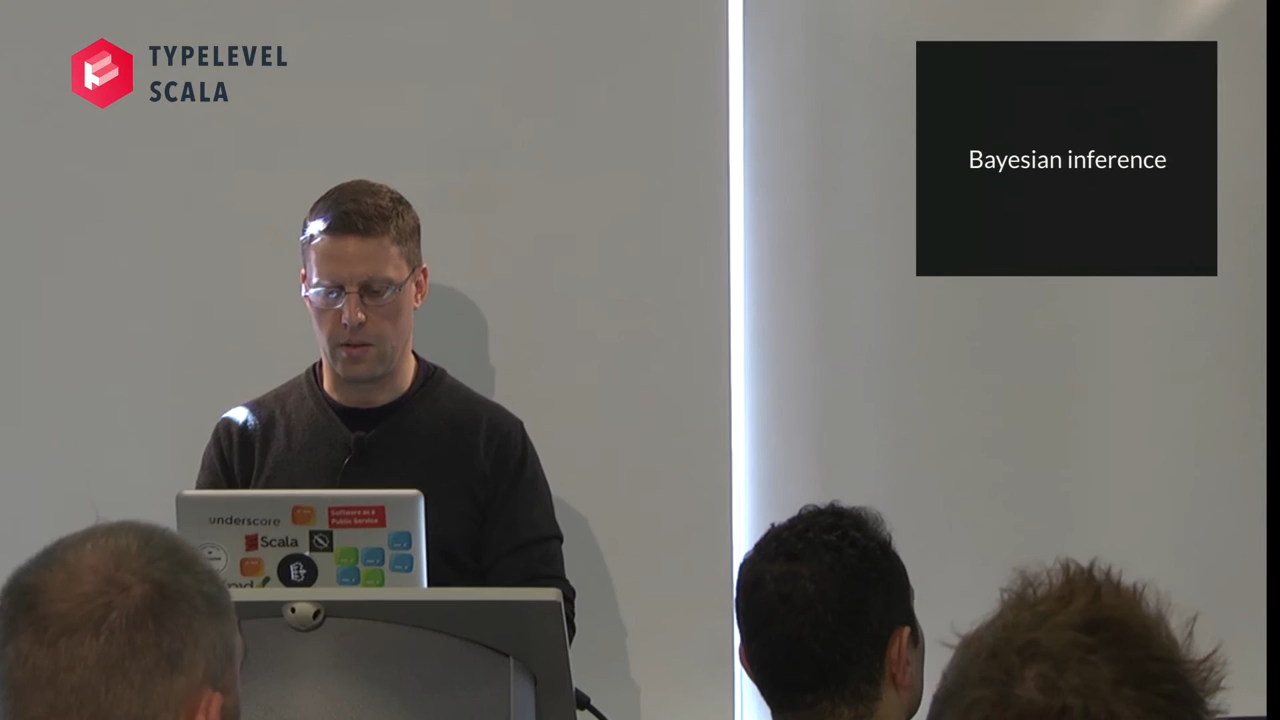 TYPELEVEL
SCALA
Bayesian inference
underscore
Software as a
Public Service
Scala